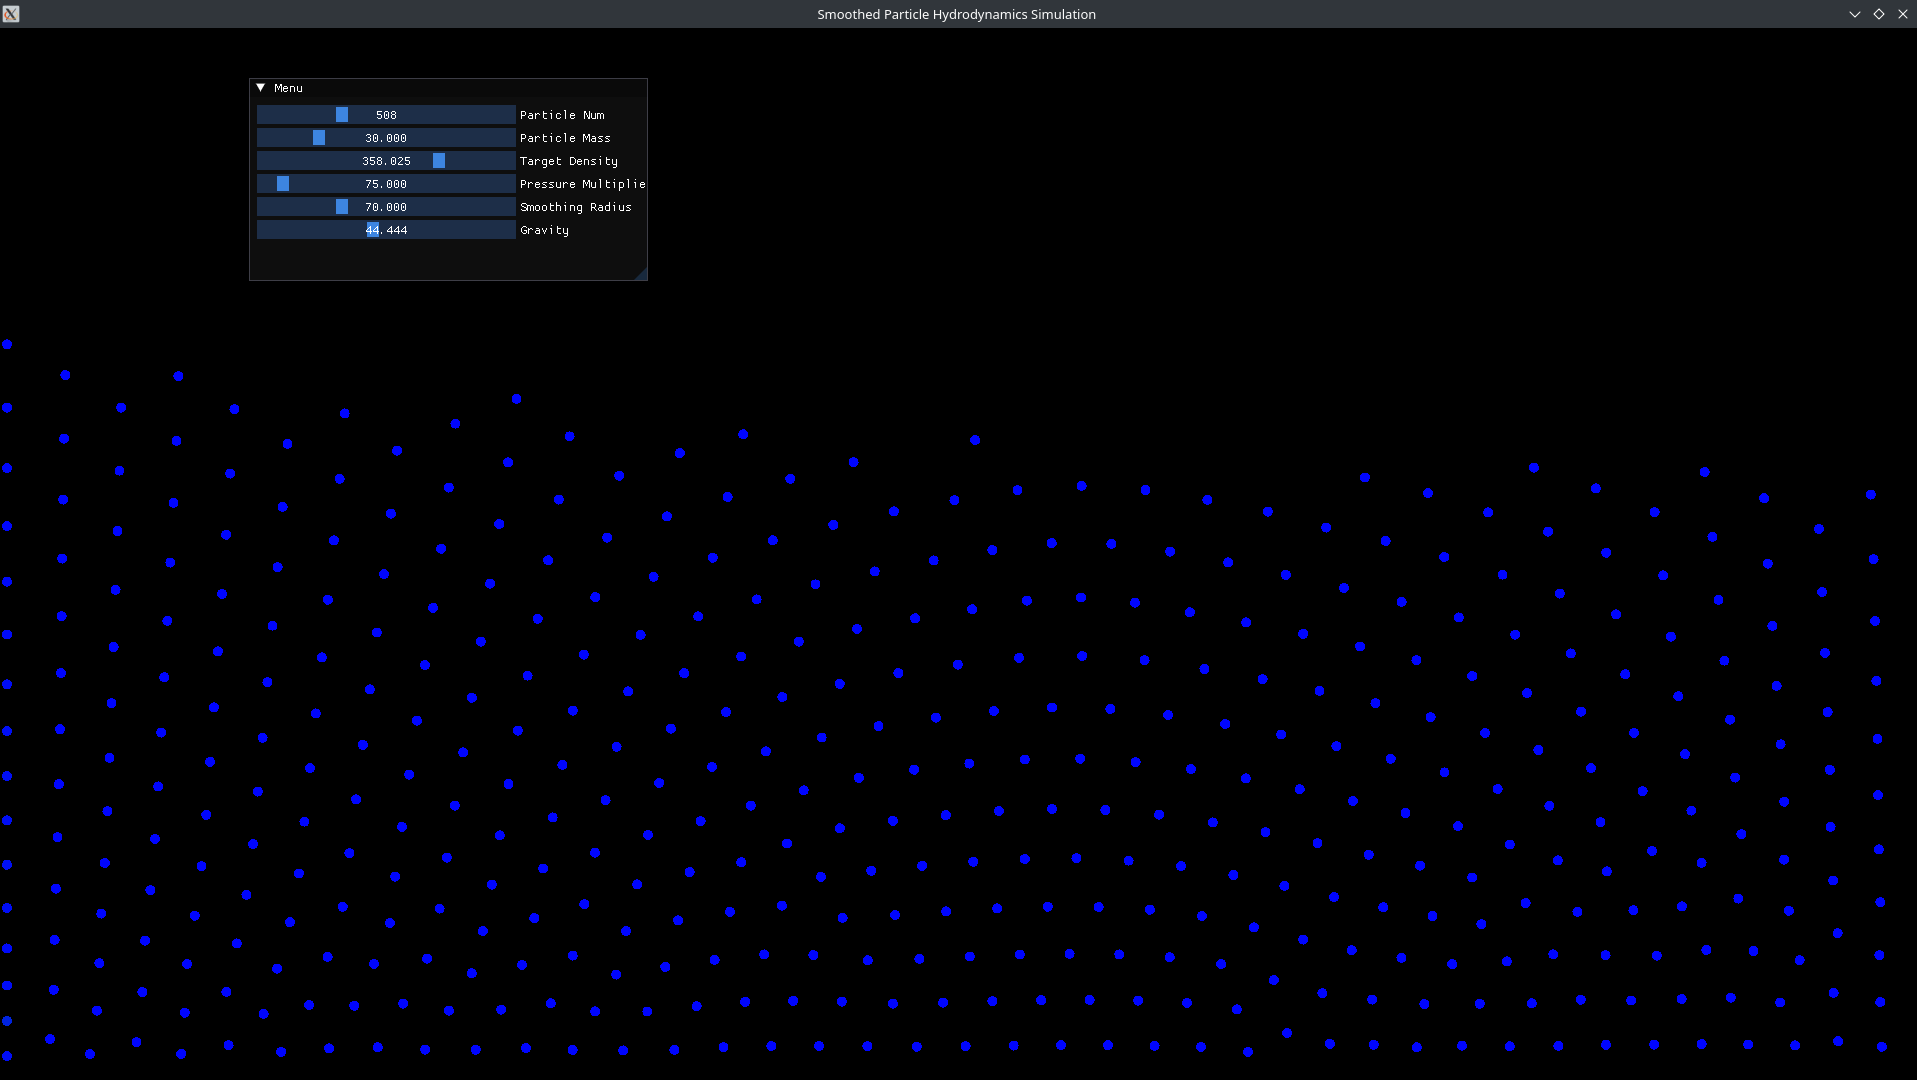 Smoothed Particle Hydrodynamics Simulation
Menu
508 Particle Num
30.000 Particle Mass
358.025 Target Density
75.000 Pressure Multiplie
70.000 Smoothing Radius
44.444 Gravity